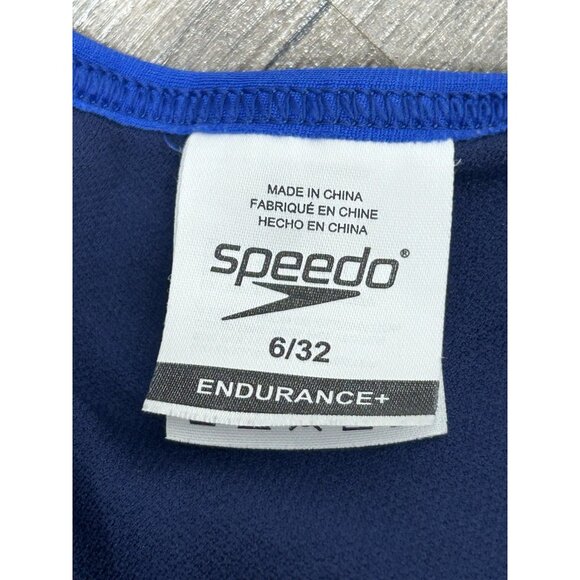 MADE IN CHINA
FABRIQUÉ EN CHINE
HECHO EN CHINA
speedo®
6/32
ENDURANCE+